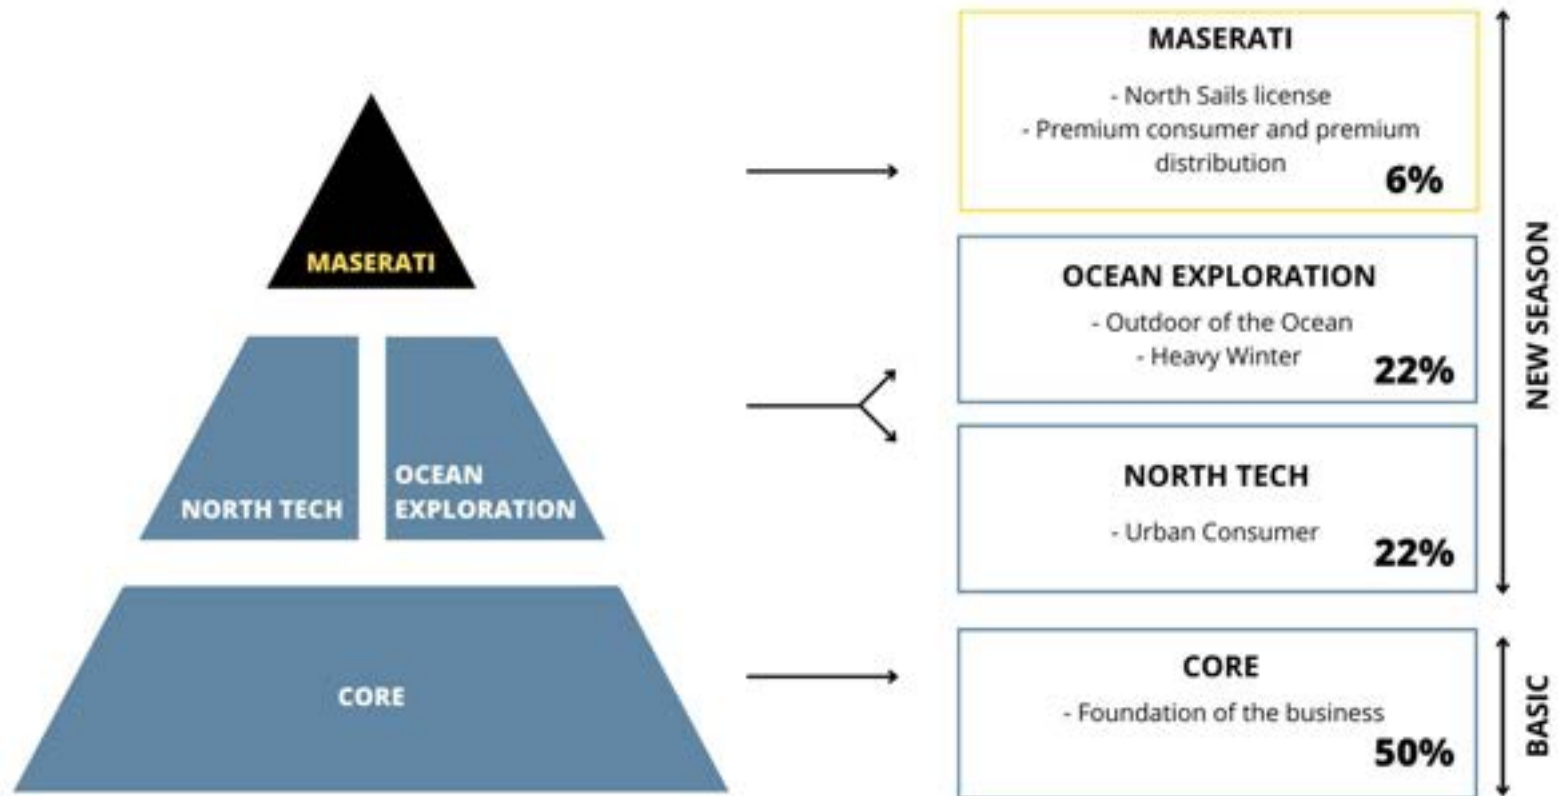 MASERATI
NORTH TECH
OCEAN
EXPLORATION
CORE
MASERATI
- North Sails license
- Premium consumer and premium
distribution
6%
OCEAN EXPLORATION
- Outdoor of the Ocean
- Heavy Winter
22%
NORTH TECH
- Urban Consumer
22%
CORE
- Foundation of the business
50%
NEW SEASON
BASIC